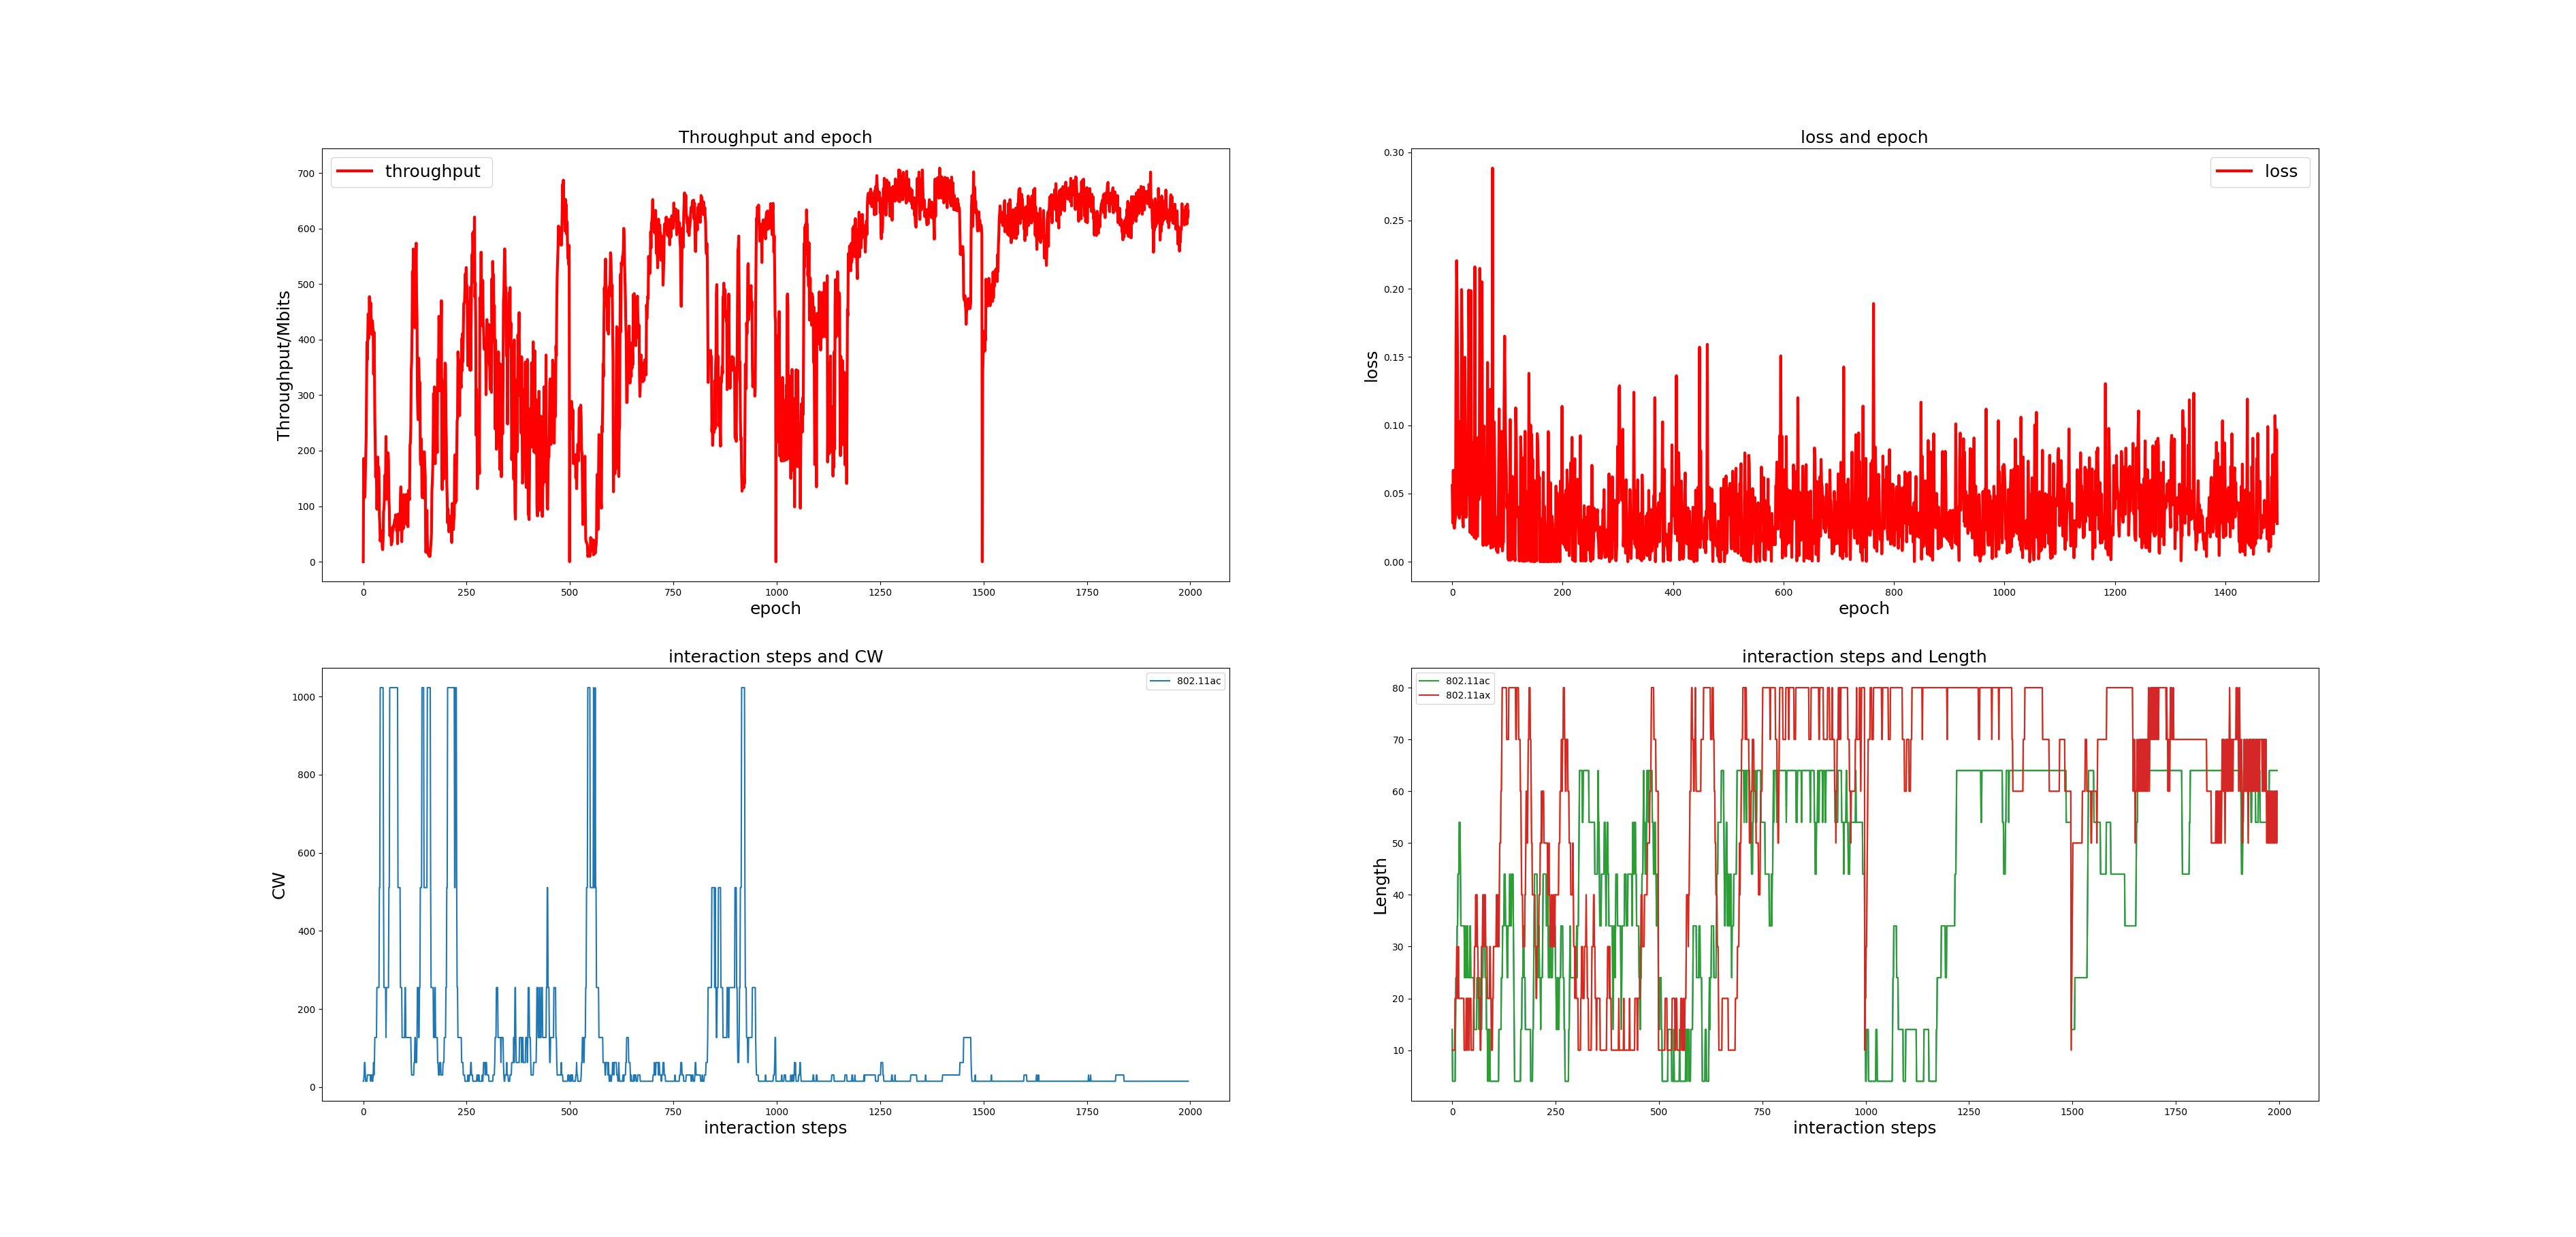 Throughput and epoch
throughput
Throughput/Mbits
700
600
500
400
300
200
100
0
0 250 500 750 1000 1250 1500 1750 2000
epoch
loss and epoch
loss
loss
0.30
0.25
0.20
0.15
0.10
0.05
0.00
0 200 400 600 800 1000 1200 1400
epoch
interaction steps and CW
802.11ac
CW
1000
800
600
400
200
0
0 250 500 750 1000 1250 1500 1750 2000
interaction steps
interaction steps and Length
802.11ac
802.11ax
Length
80
70
60
50
40
30
20
10
0 250 500 750 1000 1250 1500 1750 2000
interaction steps